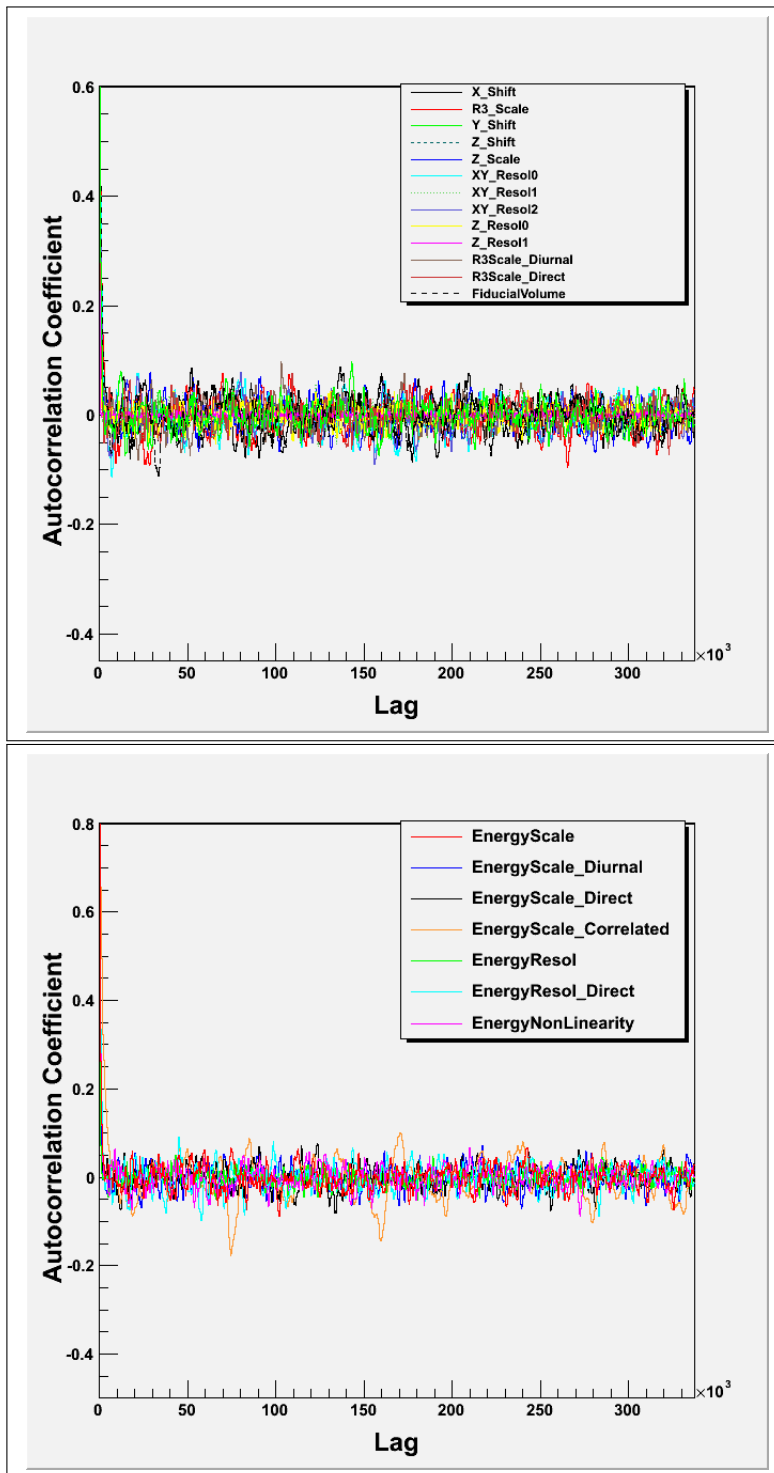 0.6
X_Shift
R3_Scale
Y_Shift
Z_Shift
Z_Scale
XY_Resol0
XY_Resol1
XY_Resol2
Z_Resol0
Z_Resol1
R3Scale_Diurnal
R3Scale_Direct
FiducialVolume
0.4
0.2
0
-0.2
-0.4
Autocorrelation Coefficient
0 50 100 150 200 250 300
×10³
Lag
0.8
EnergyScale
EnergyScale_Diurnal
EnergyScale_Direct
EnergyScale_Correlated
EnergyResol
EnergyResol_Direct
EnergyNonLinearity
0.6
0.4
0.2
0
-0.2
-0.4
Autocorrelation Coefficient
0 50 100 150 200 250 300
×10³
Lag